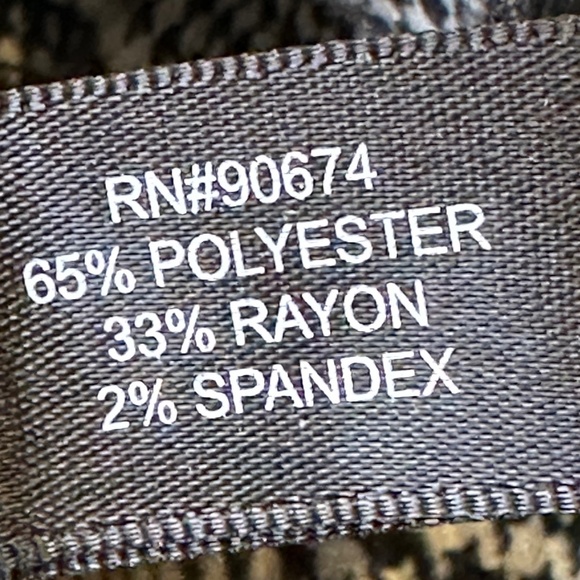 RN#90674
65% POLYESTER
33% RAYON
2% SPANDEX